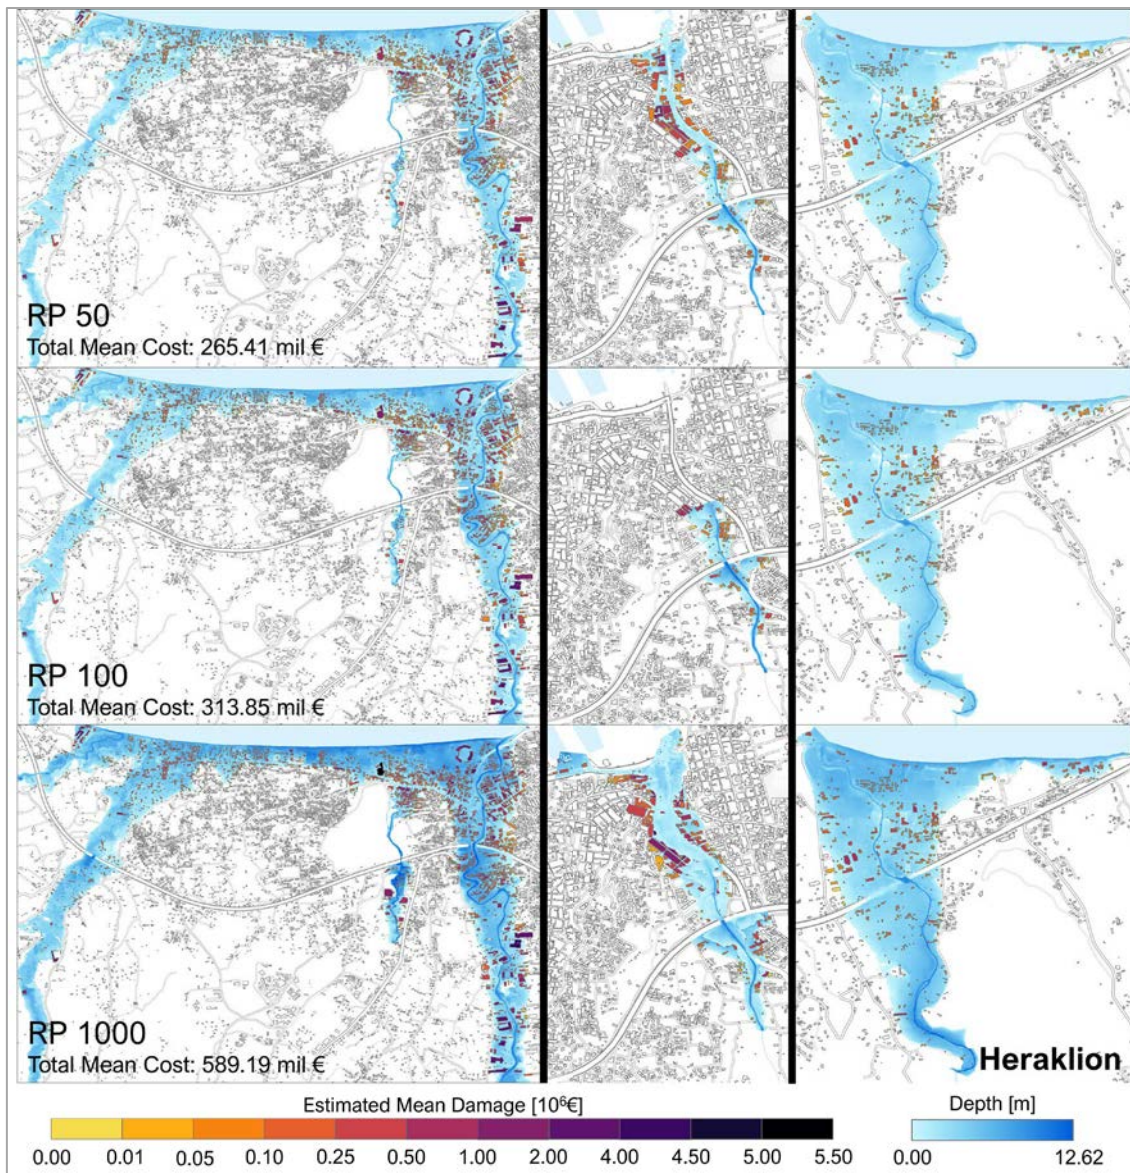 RP 50
Total Mean Cost: 265.41 mil €
RP 100
Total Mean Cost: 313.85 mil €
RP 1000
Total Mean Cost: 589.19 mil €
Heraklion
Estimated Mean Damage [10⁶€]
0.00 0.01 0.05 0.10 0.25 0.50 1.00 2.00 4.00 4.50 5.00 5.50
Depth [m]
0.00 12.62